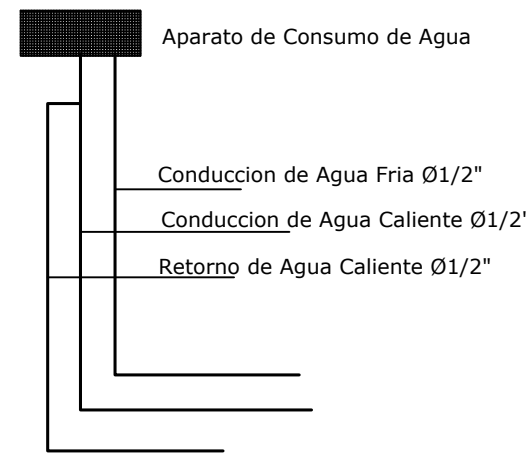 Aparato de Consumo de Agua
Conduccion de Agua Fria Ø1/2"
Conduccion de Agua Caliente Ø1/2'
Retorno de Agua Caliente Ø1/2"